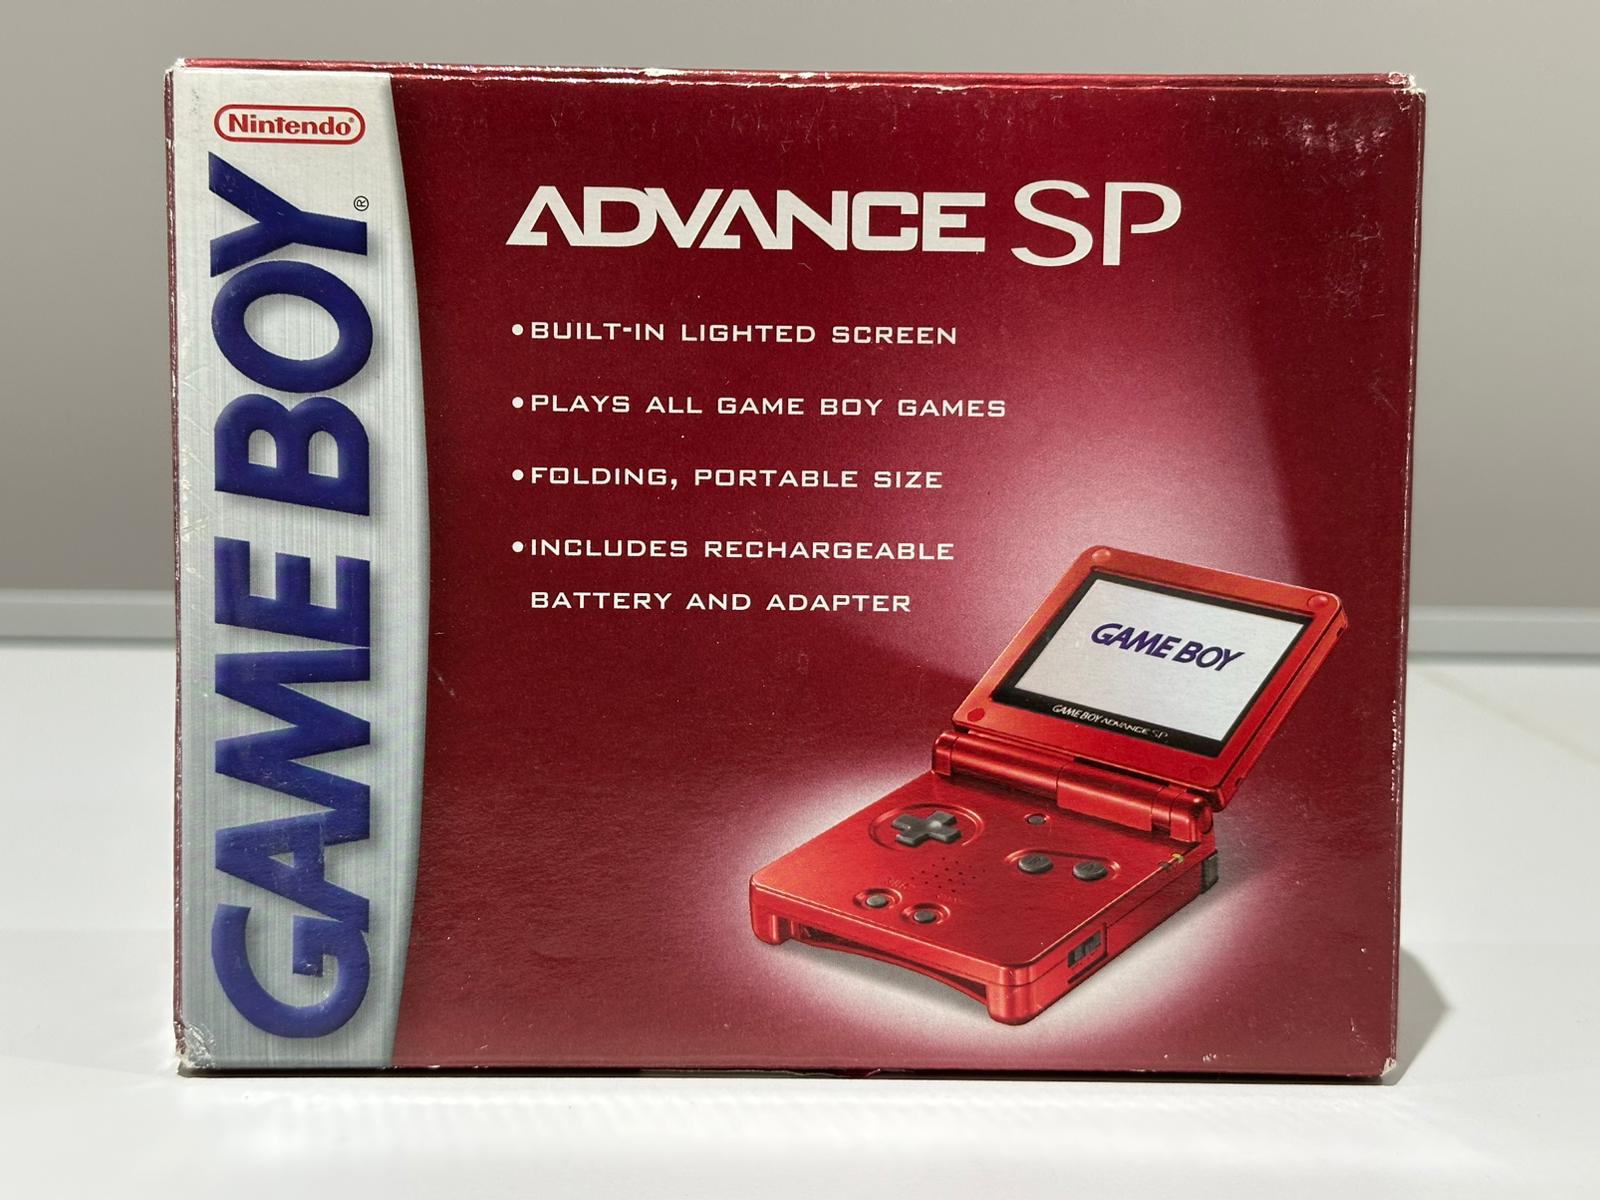 Nintendo®
GAME BOY®
ADVANCE SP
•BUILT-IN LIGHTED SCREEN
•PLAYS ALL GAME BOY GAMES
•FOLDING, PORTABLE SIZE
•INCLUDES RECHARGEABLE
BATTERY AND ADAPTER
GAME BOY
GAME BOY ADVANCE SP